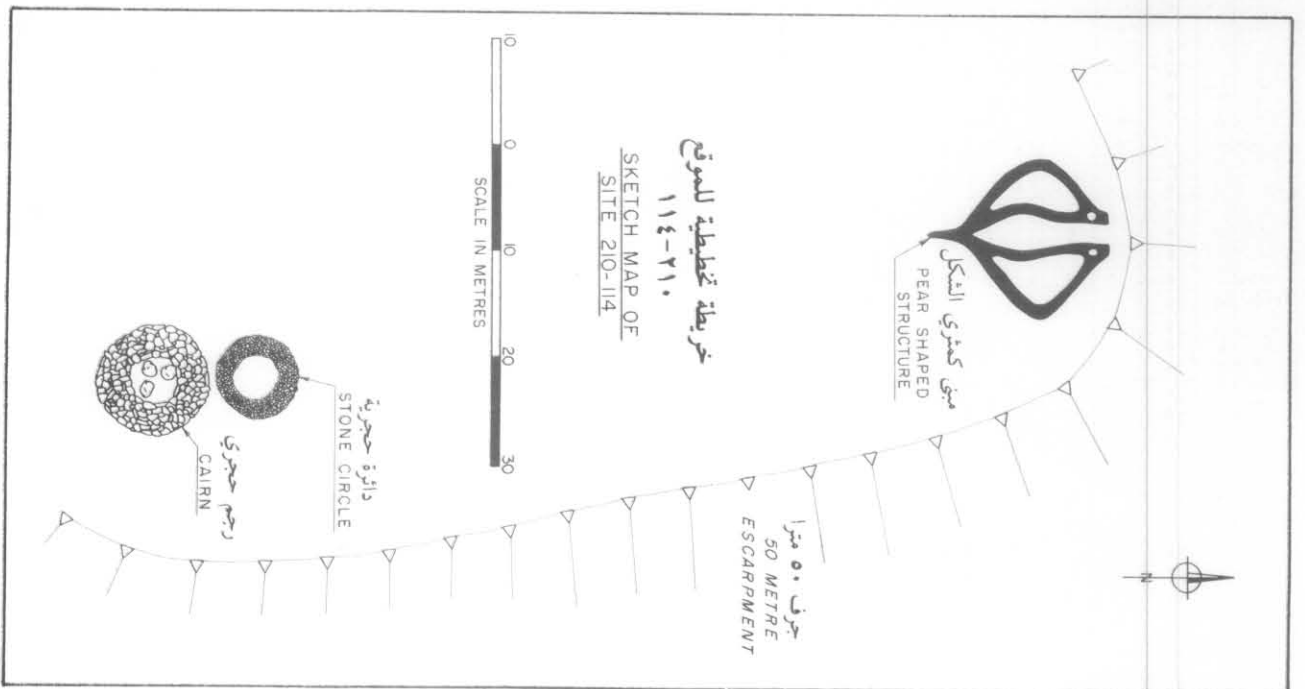 خريطة تخطيطية للموقع
٢١٠-١١٤
SKETCH MAP OF
SITE 210-114
10 0 10 20 30
SCALE IN METRES
مبنى كمثري الشكل
PEAR SHAPED
STRUCTURE
دائرة حجرية
STONE CIRCLE
رجم حجري
CAIRN
جرف ٥٠ مترا
50 METRE
ESCARPMENT
N